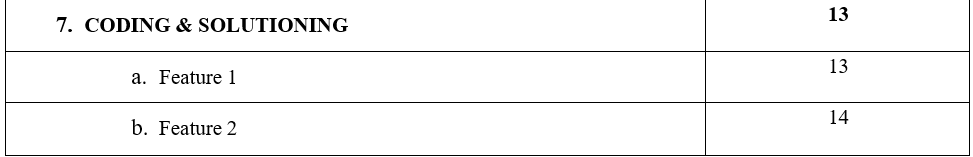 7. CODING & SOLUTIONING 13
a. Feature 1 13
b. Feature 2 14